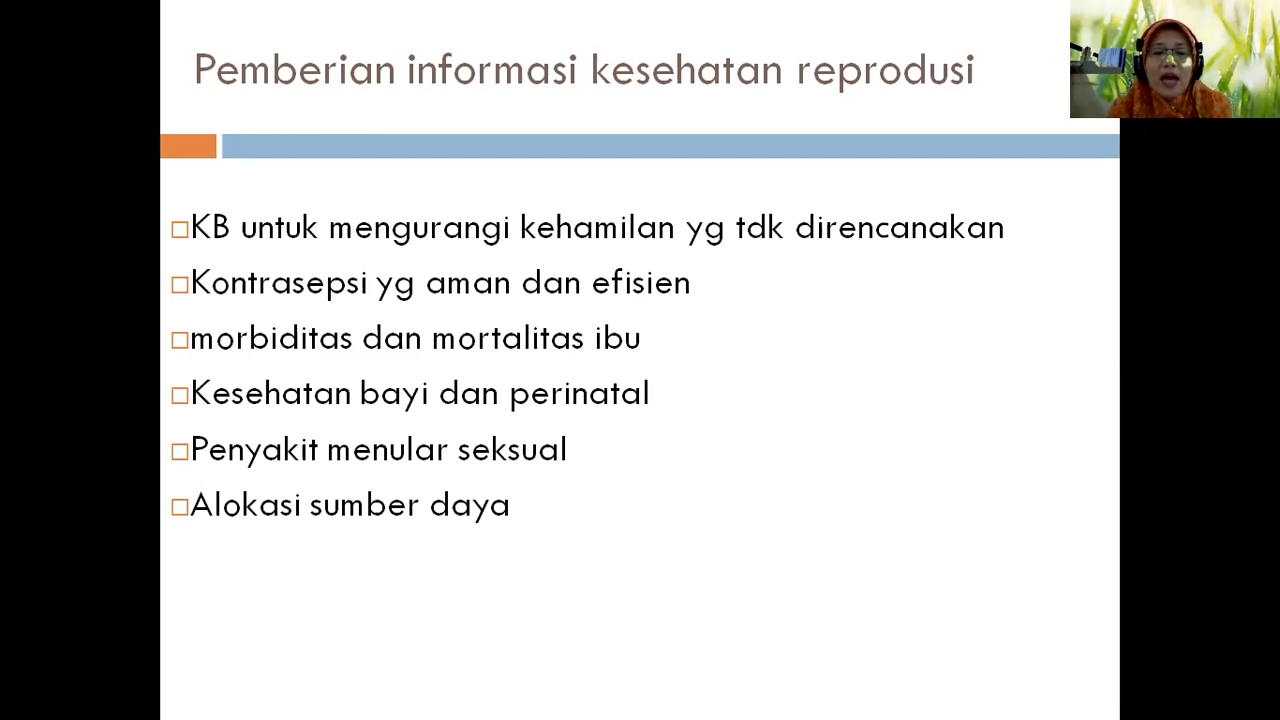 Pemberian informasi kesehatan reprodusi
KB untuk mengurangi kehamilan yg tdk direncanakan
Kontrasepsi yg aman dan efisien
morbiditas dan mortalitas ibu
Kesehatan bayi dan perinatal
Penyakit menular seksual
Alokasi sumber daya